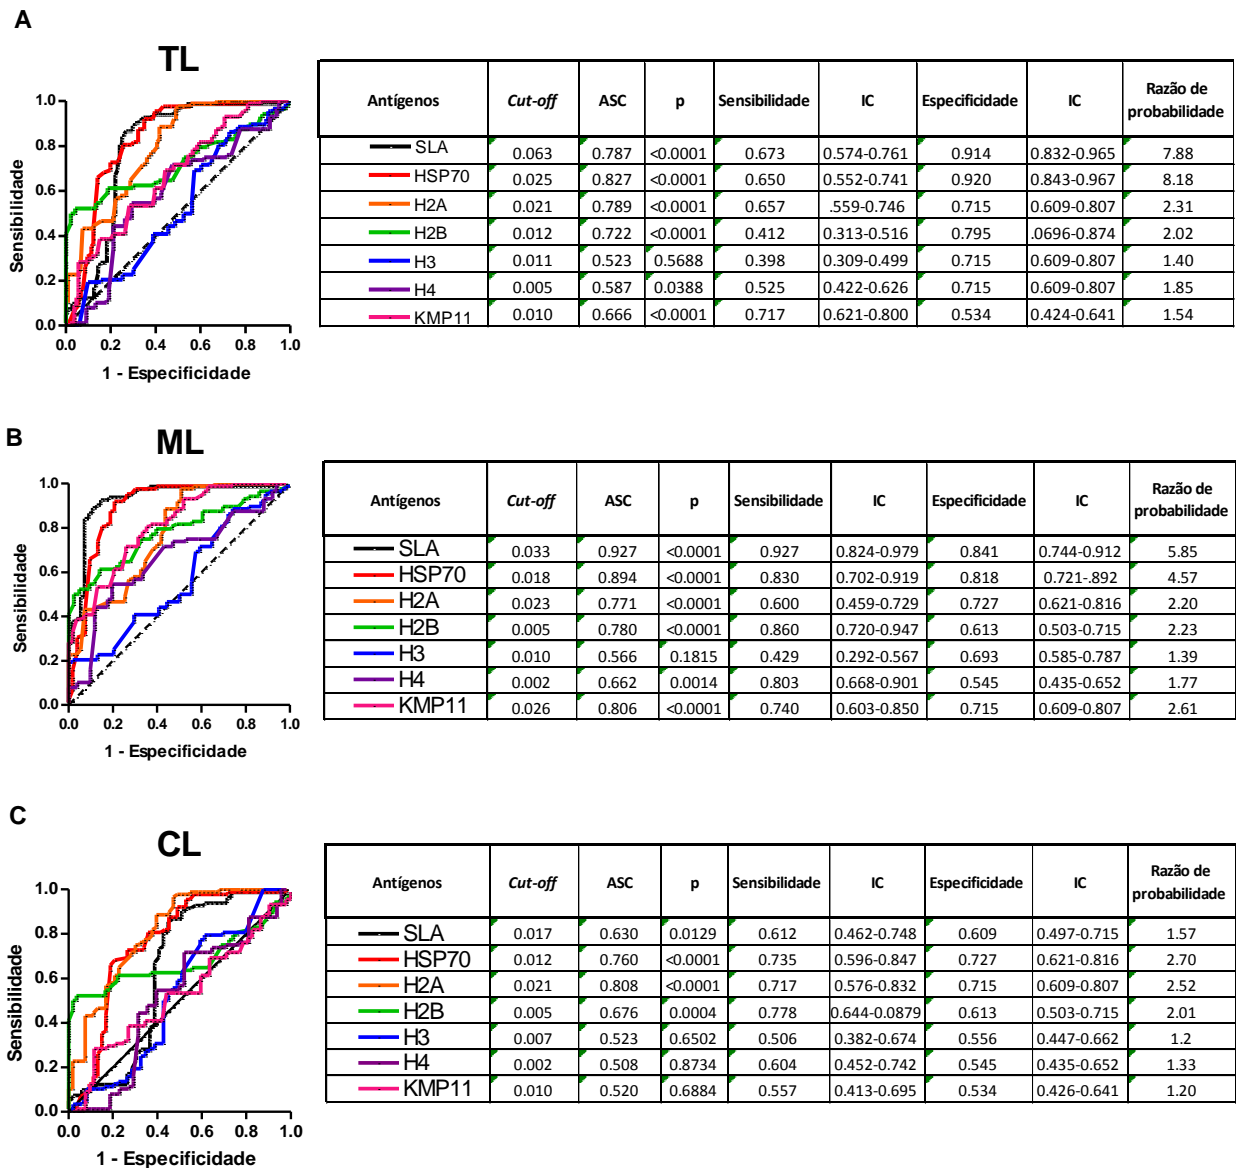 A
TL
1.0
0.8
0.6
0.4
0.2
0.0
0.0 0.2 0.4 0.6 0.8 1.0
Sensibilidade
1 - Especificidade
Antígenos Cut-off ASC p Sensibilidade IC Especificidade IC Razão de probabilidade
SLA 0.063 0.787 <0.0001 0.673 0.574-0.761 0.914 0.832-0.965 7.88
HSP70 0.025 0.827 <0.0001 0.650 0.552-0.741 0.920 0.843-0.967 8.18
H2A 0.021 0.789 <0.0001 0.657 .559-0.746 0.715 0.609-0.807 2.31
H2B 0.012 0.722 <0.0001 0.412 0.313-0.516 0.795 .0696-0.874 2.02
H3 0.011 0.523 0.5688 0.398 0.309-0.499 0.715 0.609-0.807 1.40
H4 0.005 0.587 0.0388 0.525 0.422-0.626 0.715 0.609-0.807 1.85
KMP11 0.010 0.666 <0.0001 0.717 0.621-0.800 0.534 0.424-0.641 1.54
B
ML
1.0
0.8
0.6
0.4
0.2
0.0
0.0 0.2 0.4 0.6 0.8 1.0
Sensibilidade
1 - Especificidade
Antígenos Cut-off ASC p Sensibilidade IC Especificidade IC Razão de probabilidade
SLA 0.033 0.927 <0.0001 0.927 0.824-0.979 0.841 0.744-0.912 5.85
HSP70 0.018 0.894 <0.0001 0.830 0.702-0.919 0.818 0.721-.892 4.57
H2A 0.023 0.771 <0.0001 0.600 0.459-0.729 0.727 0.621-0.816 2.20
H2B 0.005 0.780 <0.0001 0.860 0.720-0.947 0.613 0.503-0.715 2.23
H3 0.010 0.566 0.1815 0.429 0.292-0.567 0.693 0.585-0.787 1.39
H4 0.002 0.662 0.0014 0.803 0.668-0.901 0.545 0.435-0.652 1.77
KMP11 0.026 0.806 <0.0001 0.740 0.603-0.850 0.715 0.609-0.807 2.61
C
CL
1.0
0.8
0.6
0.4
0.2
0.0
0.0 0.2 0.4 0.6 0.8 1.0
Sensibilidade
1 - Especificidade
Antígenos Cut-off ASC p Sensibilidade IC Especificidade IC Razão de probabilidade
SLA 0.017 0.630 0.0129 0.612 0.462-0.748 0.609 0.497-0.715 1.57
HSP70 0.012 0.760 <0.0001 0.735 0.596-0.847 0.727 0.621-0.816 2.70
H2A 0.021 0.808 <0.0001 0.717 0.576-0.832 0.715 0.609-0.807 2.52
H2B 0.005 0.676 0.0004 0.778 0.644-0.0879 0.613 0.503-0.715 2.01
H3 0.007 0.523 0.6502 0.506 0.382-0.674 0.556 0.447-0.662 1.2
H4 0.002 0.508 0.8734 0.604 0.452-0.742 0.545 0.435-0.652 1.33
KMP11 0.010 0.520 0.6884 0.557 0.413-0.695 0.534 0.426-0.641 1.20